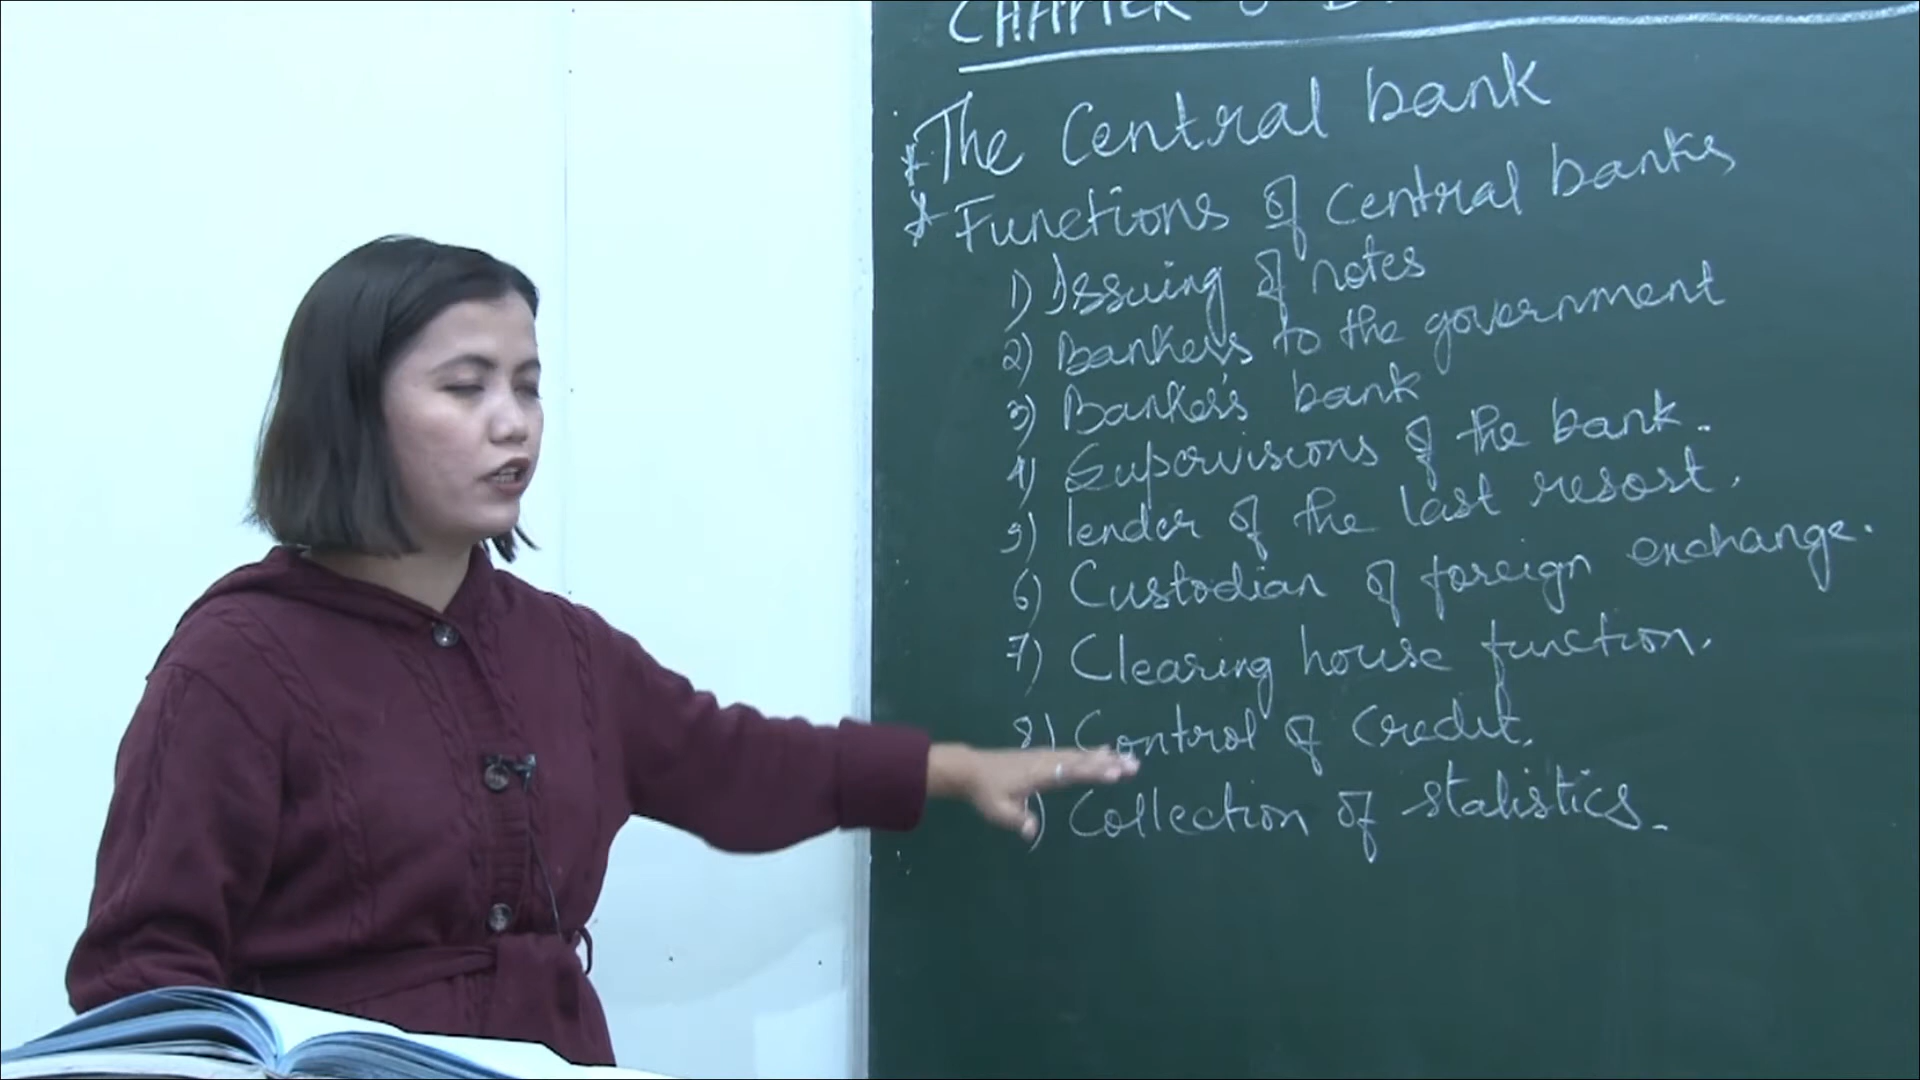 CHAPTER
* The Central bank
* Functions of Central banks
1) Issuing of notes
2) Bankers to the government
3) Banker's bank
4) Supervisions of the bank.
5) lender of the last resort.
6) Custodian of foreign exchange.
7) Clearing house function.
8) Control of Credit.
) Collection of statistics.